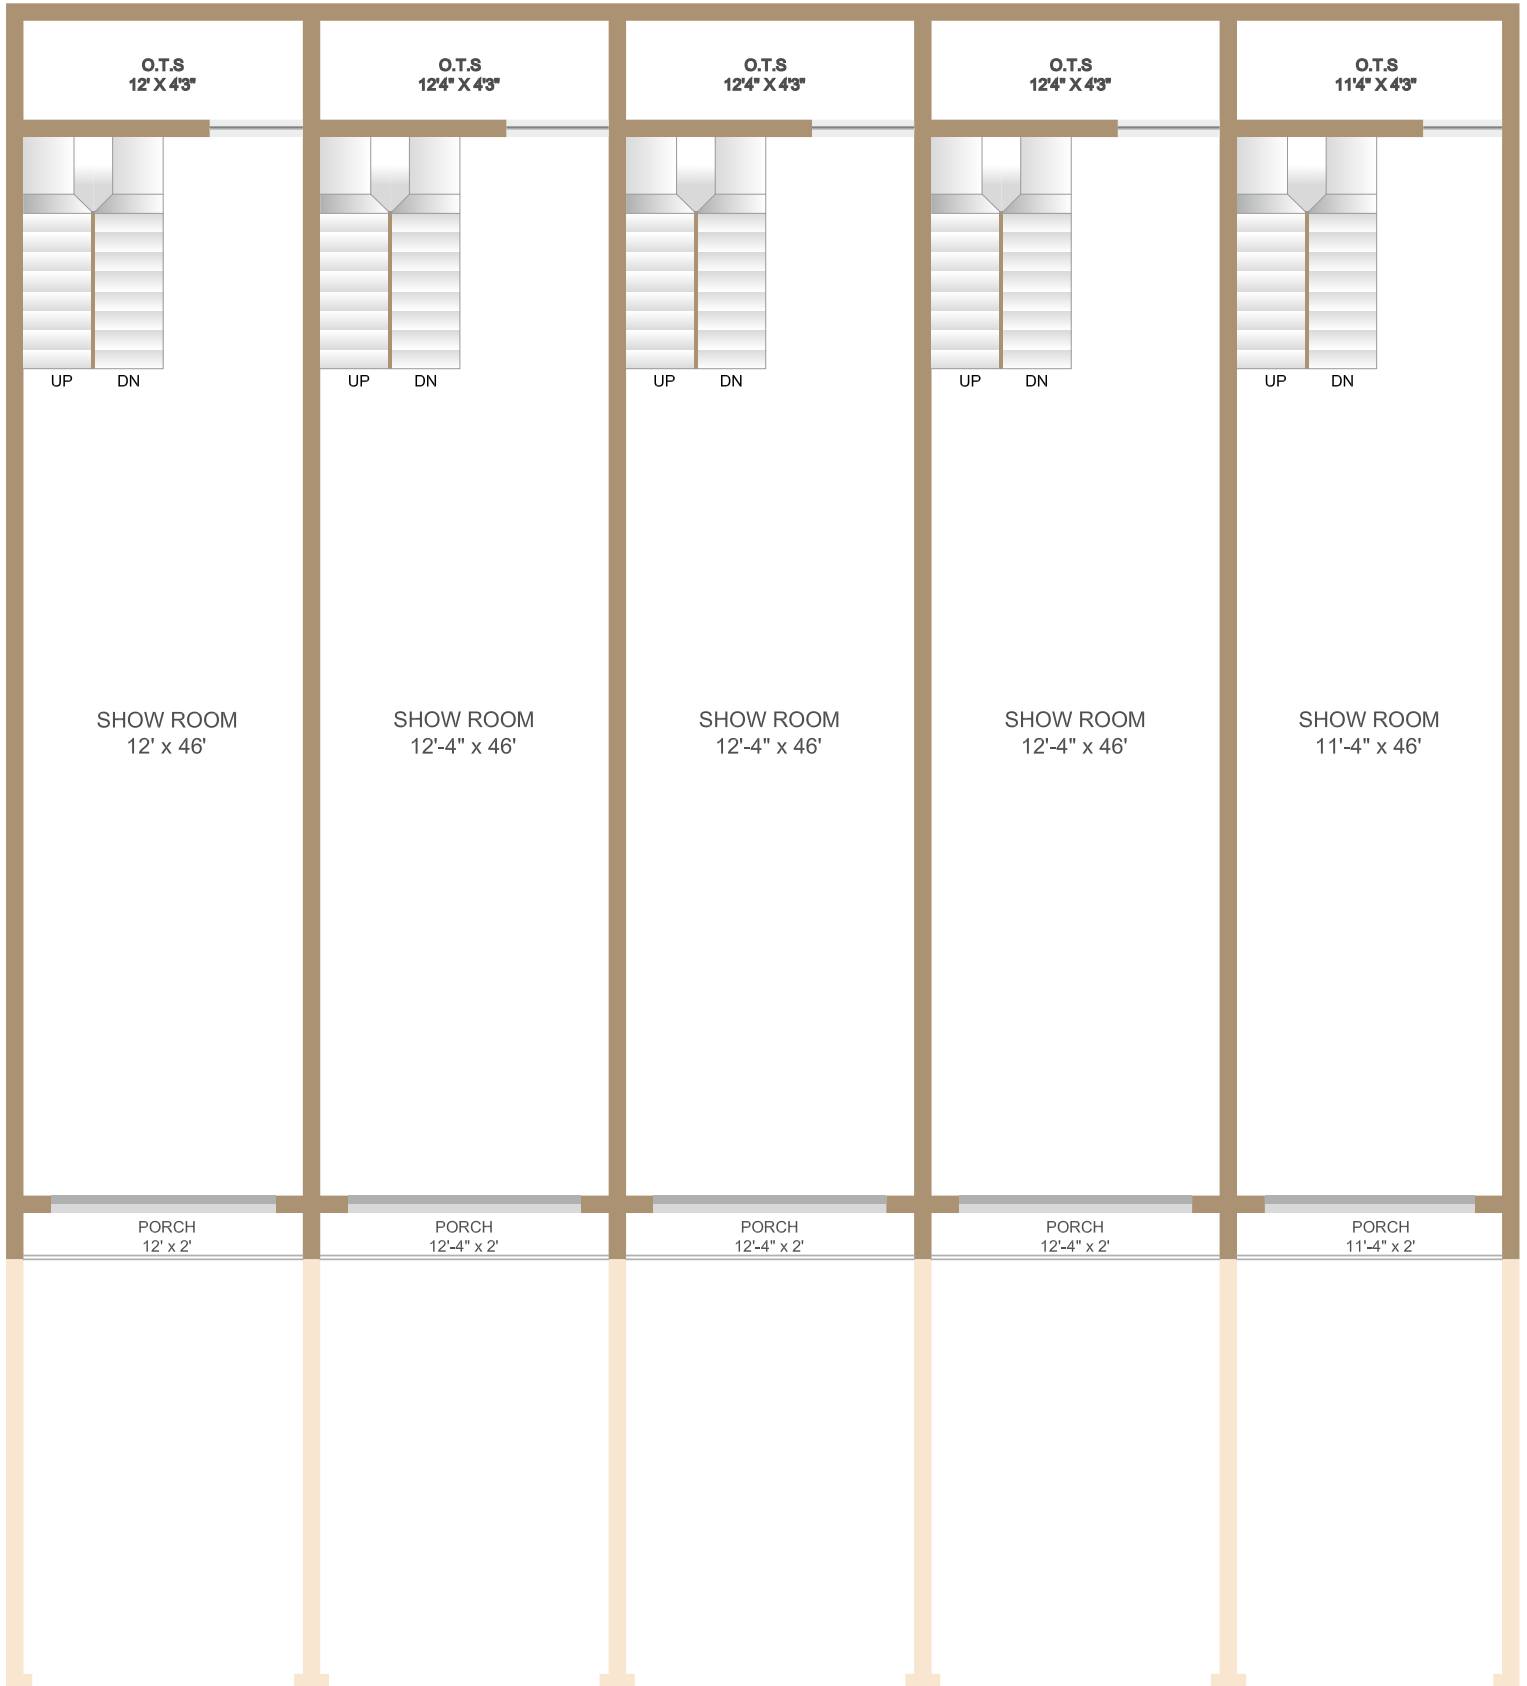 O.T.S
12' X 4'3"
O.T.S
12'4" X 4'3"
O.T.S
12'4" X 4'3"
O.T.S
12'4" X 4'3"
O.T.S
11'4" X 4'3"
UP DN
UP DN
UP DN
UP DN
UP DN
SHOW ROOM
12' x 46'
SHOW ROOM
12'-4" x 46'
SHOW ROOM
12'-4" x 46'
SHOW ROOM
12'-4" x 46'
SHOW ROOM
11'-4" x 46'
PORCH
12' x 2'
PORCH
12'-4" x 2'
PORCH
12'-4" x 2'
PORCH
12'-4" x 2'
PORCH
11'-4" x 2'